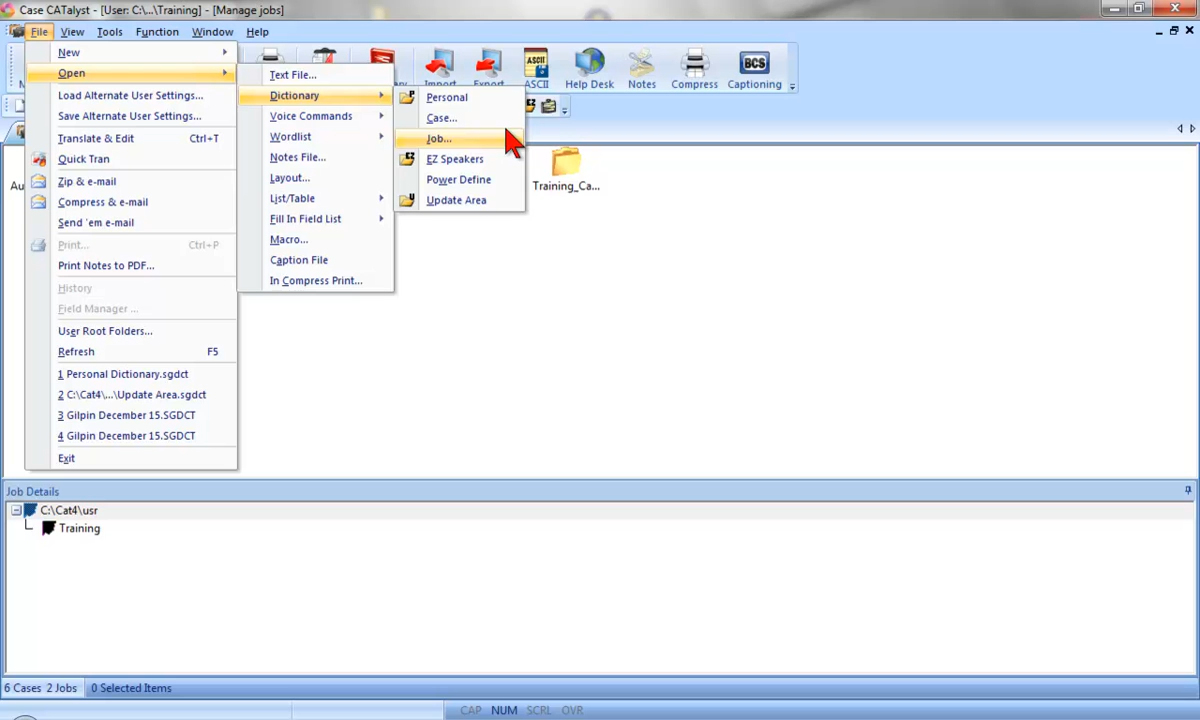 Case CATalyst - [User: C:\...\Training] - [Manage jobs]
File View Tools Function Window Help
New
Open
Load Alternate User Settings...
Save Alternate User Settings...
Translate & Edit Ctrl+T
Quick Tran
Zip & e-mail
Compress & e-mail
Send 'em e-mail
Print... Ctrl+P
Print Notes to PDF...
History
Field Manager ...
User Root Folders...
Refresh F5
1 Personal Dictionary.sgdct
2 C:\Cat4\...\Update Area.sgdct
3 Gilpin December 15.SGDCT
4 Gilpin December 15.SGDCT
Exit
Text File...
Dictionary
Voice Commands
Wordlist
Notes File...
Layout...
List/Table
Fill In Field List
Macro...
Caption File
In Compress Print...
Personal
Case...
Job...
EZ Speakers
Power Define
Update Area
Import Export ASCII Help Desk Notes Compress Captioning
ASCII
BCS
Training_Ca...
Job Details
C:\Cat4\usr
Training
6 Cases 2 Jobs 0 Selected Items
CAP NUM SCRL OVR